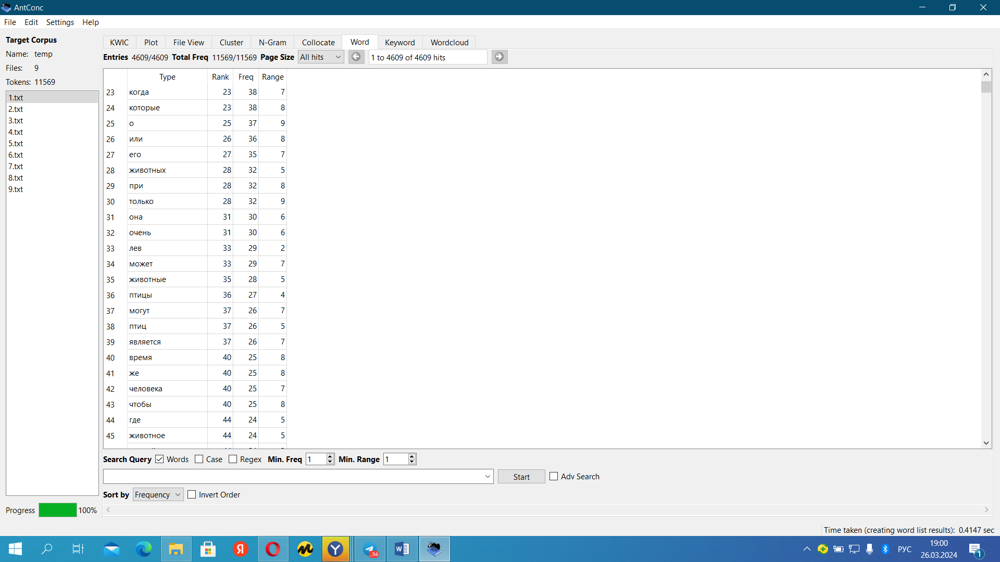 AntConc
File Edit Settings Help
Target Corpus
Name: temp
Files: 9
Tokens: 11569
1.txt
2.txt
3.txt
4.txt
5.txt
6.txt
7.txt
8.txt
9.txt
Progress 100%
KWIC Plot File View Cluster N-Gram Collocate Word Keyword Wordcloud
Entries 4609/4609 Total Freq 11569/11569 Page Size All hits 1 to 4609 of 4609 hits
Type Rank Freq Range
23 когда 23 38 7
24 которые 23 38 8
25 о 25 37 9
26 или 26 36 8
27 его 27 35 7
28 животных 28 32 5
29 при 28 32 8
30 только 28 32 9
31 она 31 30 6
32 очень 31 30 6
33 лев 33 29 2
34 может 33 29 7
35 животные 35 28 5
36 птицы 36 27 4
37 могут 37 26 7
38 птиц 37 26 5
39 является 37 26 7
40 время 40 25 8
41 же 40 25 8
42 человека 40 25 7
43 чтобы 40 25 8
44 где 44 24 5
45 животное 44 24 5
Search Query Words Case Regex Min. Freq 1 Min. Range 1
Start Adv Search
Sort by Frequency Invert Order
Time taken (creating word list results): 0.4147 sec
Я
..94
РУС
19:00
26.03.2024
1